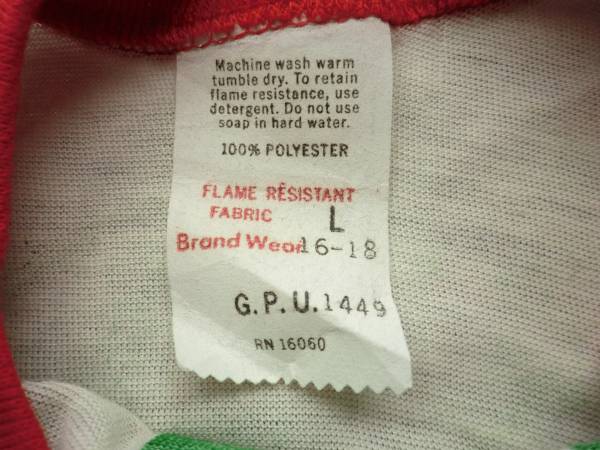 Machine wash warm
tumble dry. To retain
flame resistance, use
detergent. Do not use
soap in hard water.
100% POLYESTER
FLAME RESISTANT
FABRIC L
Brand Wear 16-18
G.P.U. 1449
RN 16060